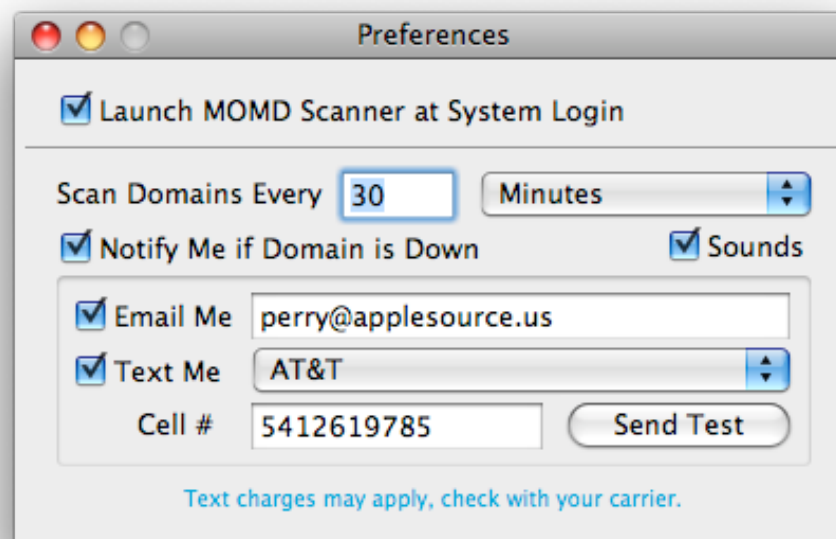 Preferences
Launch MOMD Scanner at System Login
Scan Domains Every 30 Minutes
Notify Me if Domain is Down Sounds
Email Me perry@applesource.us
Text Me AT&T
Cell # 5412619785 Send Test
Text charges may apply, check with your carrier.